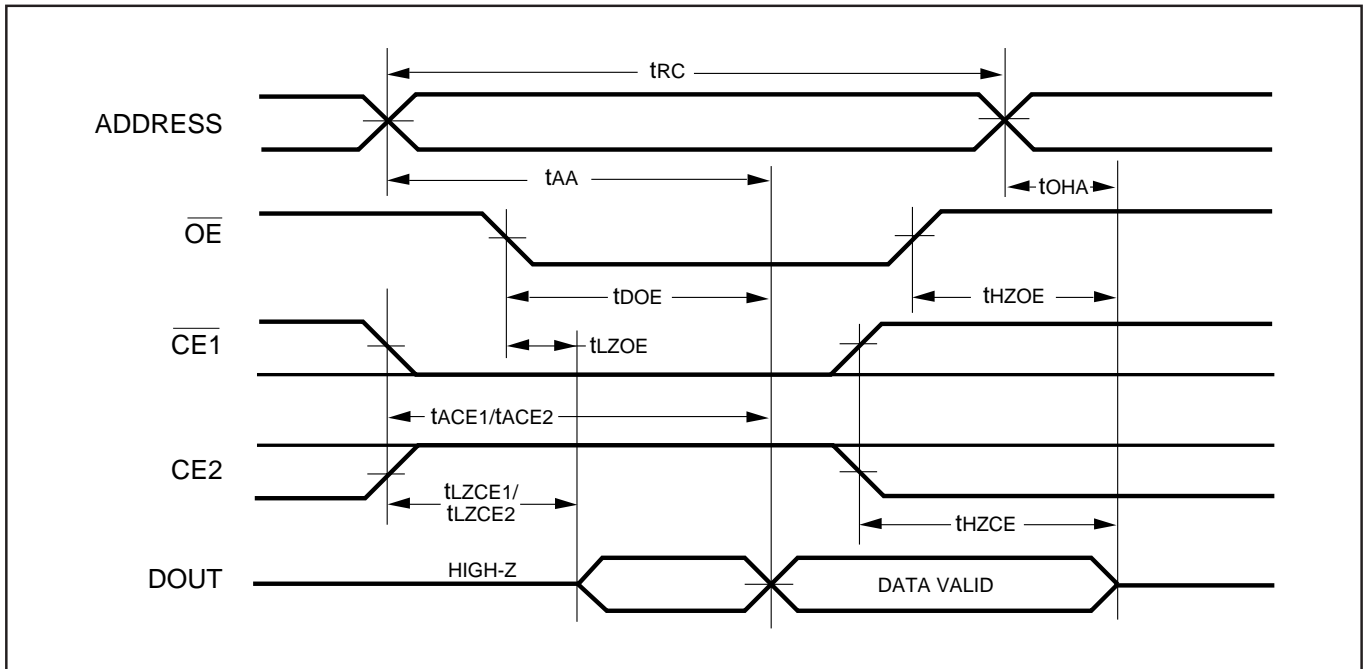 tRC
ADDRESS
tAA
tOHA
OE
tDOE
tHZOE
CE1
tLZOE
tACE1/tACE2
CE2
tLZCE1/
tLZCE2
tHZCE
DOUT
HIGH-Z
DATA VALID